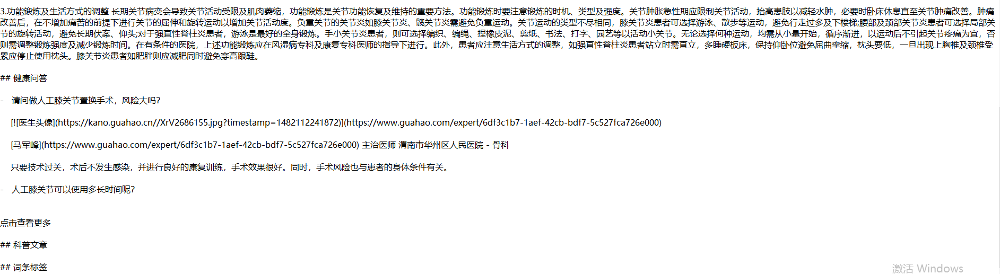 3.功能锻炼及生活方式的调整 长期关节病变会导致关节活动受限及肌肉萎缩，功能锻炼是关节功能恢复及维持的重要方法。功能锻炼时要注意锻炼的时机、类型及强度。关节肿胀急性期应限制关节活动，抬高患肢以减轻水肿，必要时卧床休息直至关节肿痛改善。肿痛
改善后，在不增加痛苦的前提下进行关节的屈伸和旋转运动以增加关节活动度。负重关节的关节炎如膝关节炎、髋关节炎需避免负重运动。关节运动的类型不尽相同，膝关节炎患者可选择游泳、散步等运动，避免行走过多及下楼梯;腰部及颈部关节炎患者可选择局部关
节的旋转活动，避免长期伏案、仰头;对于强直性脊柱炎患者，游泳是最好的全身锻炼。手小关节炎患者，则可选择编织、编绳、捏橡皮泥、剪纸、书法、打字、园艺等以活动小关节。无论选择何种运动，均需从小量开始，循序渐进，以运动后不引起关节疼痛为宜，否
则需调整锻炼强度及减少锻炼时间。在有条件的医院，上述功能锻炼应在风湿病专科及康复专科医师的指导下进行。此外，患者应注意生活方式的调整，如强直性脊柱炎患者站立时需直立，多睡硬板床，保持仰卧位避免屈曲挛缩，枕头要低，一旦出现上胸椎及颈椎受
累应停止使用枕头。膝关节炎患者如肥胖则应减肥同时避免穿高跟鞋。
## 健康问答
- 请问做人工膝关节置换手术，风险大吗?
[![医生头像](https://kano.guahao.cn//XrV2686155.jpg?timestamp=1482112241872)](https://www.guahao.com/expert/6df3c1b7-1aef-42cb-bdf7-5c527fca726e000)
[马军峰](https://www.guahao.com/expert/6df3c1b7-1aef-42cb-bdf7-5c527fca726e000) 主治医师 渭南市华州区人民医院 - 骨科
只要技术过关，术后不发生感染，并进行良好的康复训练，手术效果很好。同时，手术风险也与患者的身体条件有关。
- 人工膝关节可以使用多长时间呢?
点击查看更多
## 科普文章
## 词条标签
激活 Windows